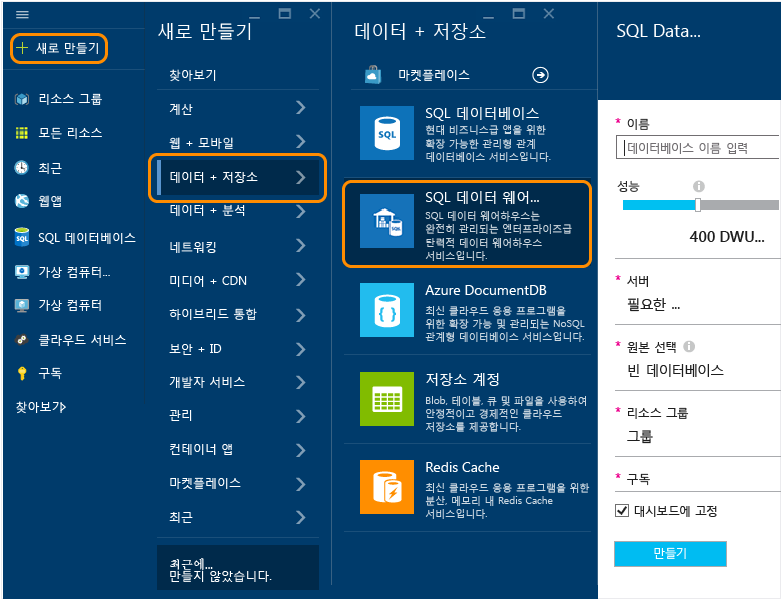 + 새로 만들기
리소스 그룹
모든 리소스
최근
웹앱
SQL 데이터베이스
가상 컴퓨터...
가상 컴퓨터
클라우드 서비스
구독
찾아보기
새로 만들기
찾아보기
계산
웹 + 모바일
데이터 + 저장소
데이터 + 분석
네트워킹
미디어 + CDN
하이브리드 통합
보안 + ID
개발자 서비스
관리
컨테이너 앱
마켓플레이스
최근
최근에...
만들지 않았습니다.
데이터 + 저장소
마켓플레이스
SQL 데이터베이스
현대 비즈니스급 앱을 위한
확장 가능한 관리형 관계
데이터베이스 서비스입니다.
SQL 데이터 웨어...
SQL 데이터 웨어하우스는
완전히 관리되는 엔터프라이즈급
탄력적 데이터 웨어하우스
서비스입니다.
Azure DocumentDB
최신 클라우드 응용 프로그램을
위한 확장 가능 및 관리되는 NoSQL
관계형 데이터베이스 서비스입니다.
저장소 계정
Blob, 테이블, 큐 및 파일을 사용하여
안정적이고 경제적인 클라우드
저장소를 제공합니다.
Redis Cache
최신 클라우드 응용 프로그램을 위한
분산, 메모리 내 Redis Cache
서비스입니다.
SQL Data...
* 이름
데이터베이스 이름 입력
성능
400 DWU...
* 서버
필요한 ...
* 원본 선택
빈 데이터베이스
* 리소스 그룹
그룹
* 구독
대시보드에 고정
만들기